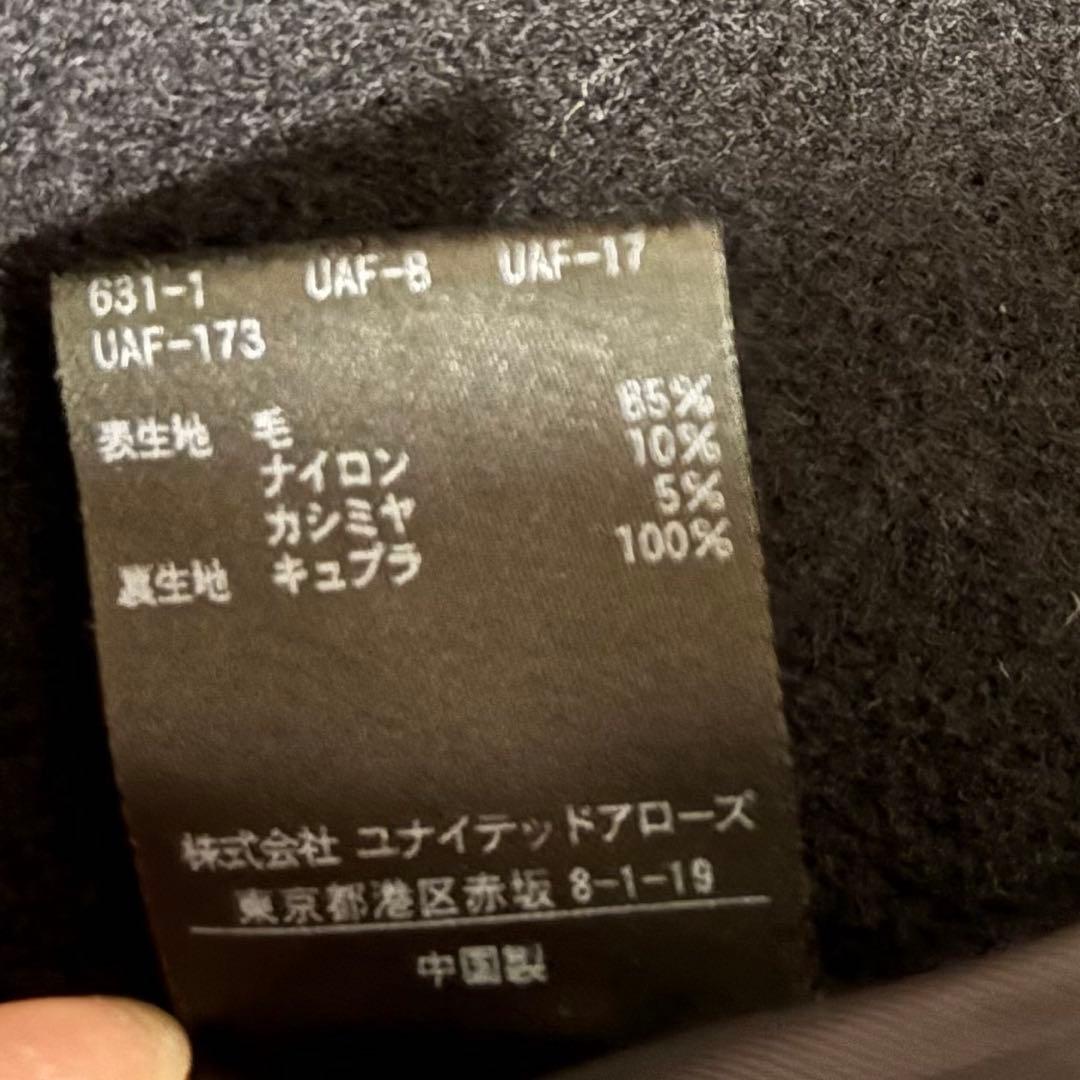 631-1 UAF-8 UAF-17
UAF-173
表生地 毛 85%
ナイロン 10%
カシミヤ 5%
裏生地 キュプラ 100%
株式会社 ユナイテッドアローズ
東京都港区赤坂 8-1-19
中国製